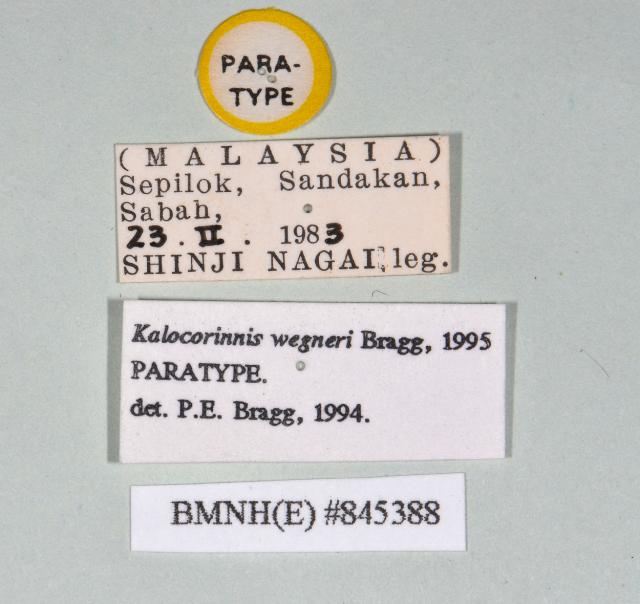 PARA-
TYPE
(MALAYSIA)
Sepilok, Sandakan,
Sabah,
23. II. 1983
SHINJI NAGAI leg.
Kalocorinnis wegneri Bragg, 1995
PARATYPE.
det. P.E. Bragg, 1994.
BMNH(E) #845388